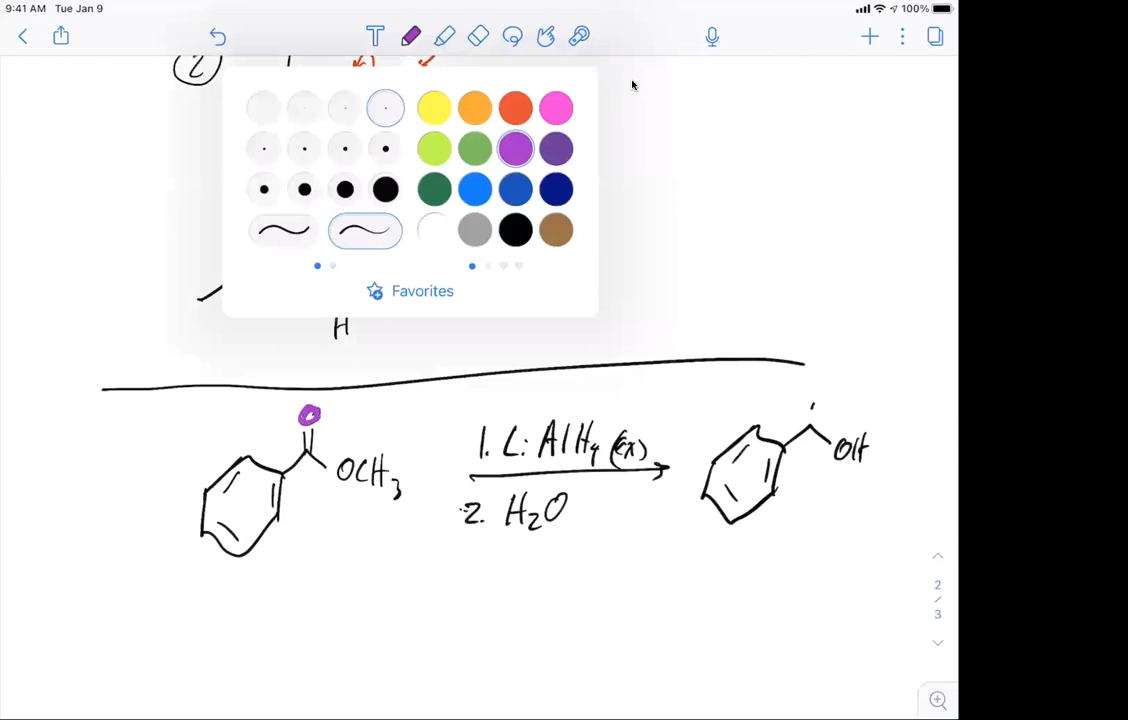 9:41 AM Tue Jan 9
100%
T
2
Favorites
H
O
OCH3
1. LiAlH4 (ex)
2. H2O
OH
2
/
3